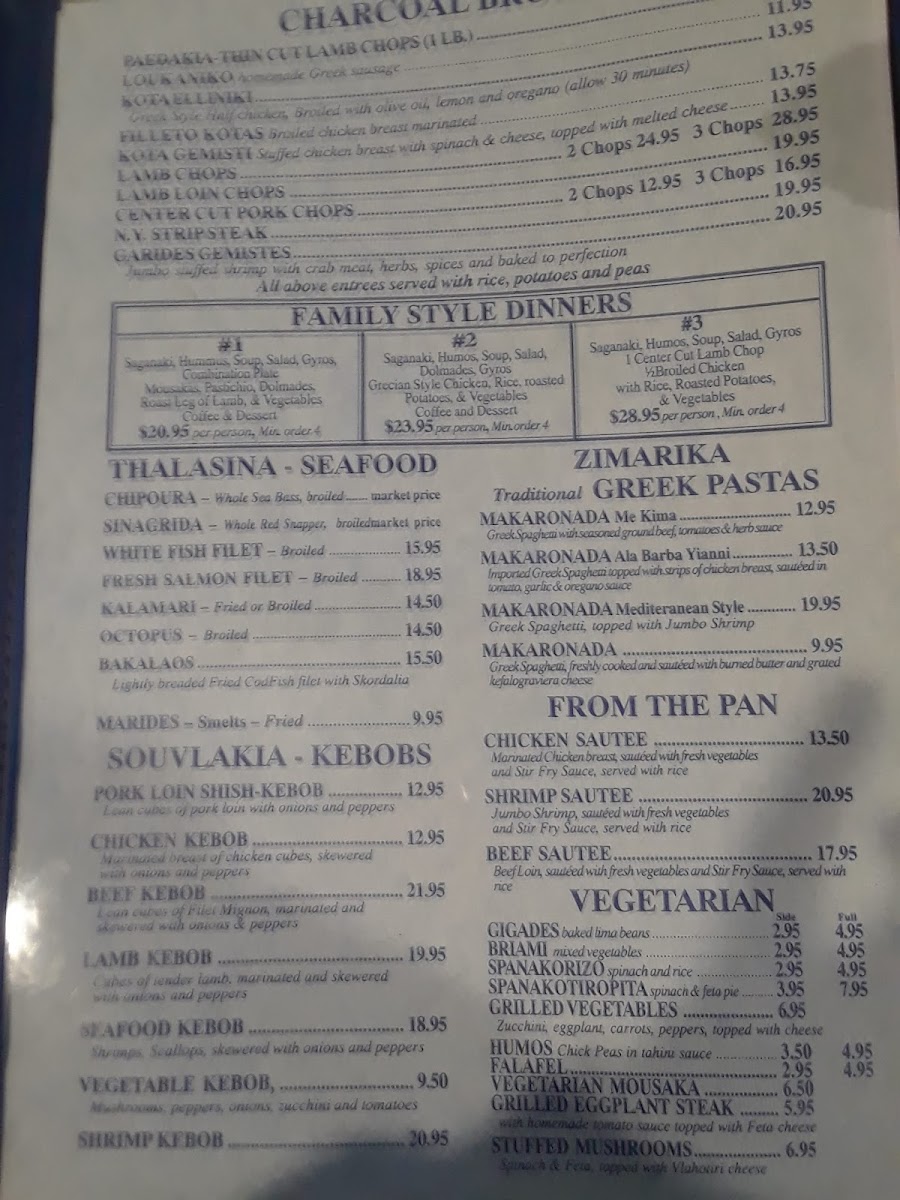 CHARCOAL
PAEDAKIA-THIN CUT LAMB CHOPS (1 LB.)
LOUKANIKO homemade Greek sausage 11.95
KOTA ELLINIKI 13.95
Greek Style Half chicken, Broiled with olive oil, lemon and oregano (allow 30 minutes)
FILLETO KOTAS Broiled chicken breast marinated 13.75
KOTA GEMISTI Stuffed chicken breast with spinach & cheese, topped with melted cheese 13.95
LAMB CHOPS 2 Chops 24.95 3 Chops 28.95
LAMB LOIN CHOPS 19.95
CENTER CUT PORK CHOPS 2 Chops 12.95 3 Chops 16.95
N.Y. STRIP STEAK 19.95
GARIDES GEMISTES 20.95
Jumbo stuffed shrimp with crab meat, herbs, spices and baked to perfection
All above entrees served with rice, potatoes and peas
FAMILY STYLE DINNERS
#1
Saganaki, Hummus, Soup, Salad, Gyros,
Combination Plate
Mousakas, Pastichio, Dolmades,
Roast Leg of Lamb, & Vegetables
Coffee & Dessert
$20.95 per person, Min. order 4
#2
Saganaki, Humos, Soup, Salad,
Dolmades, Gyros
Grecian Style Chicken, Rice, roasted
Potatoes, & Vegetables
Coffee and Dessert
$23.95 per person, Min. order 4
#3
Saganaki, Humos, Soup, Salad, Gyros
1 Center Cut Lamb Chop
½ Broiled Chicken
with Rice, Roasted Potatoes,
& Vegetables
$28.95 per person, Min. order 4
THALASINA - SEAFOOD
CHIPOURA – Whole Sea Bass, broiled ....... market price
SINAGRIDA – Whole Red Snapper, broiled market price
WHITE FISH FILET – Broiled 15.95
FRESH SALMON FILET – Broiled 18.95
KALAMARI – Fried or Broiled 14.50
OCTOPUS – Broiled 14.50
BAKALAOS 15.50
Lightly breaded Fried CodFish filet with Skordalia
MARIDES – Smelts – Fried 9.95
SOUVLAKIA - KEBOBS
PORK LOIN SHISH-KEBOB 12.95
Lean cubes of pork loin with onions and peppers
CHICKEN KEBOB 12.95
Marinated breast of chicken cubes, skewered
with onions and peppers
BEEF KEBOB 21.95
Lean cubes of Filet Mignon, marinated and
skewered with onions & peppers
LAMB KEBOB 19.95
Cubes of tender lamb, marinated and skewered
with onions and peppers
SEAFOOD KEBOB 18.95
Shrimps, Scallops, skewered with onions and peppers
VEGETABLE KEBOB, 9.50
Mushrooms, peppers, onions, zucchini and tomatoes
SHRIMP KEBOB 20.95
ZIMARIKA
Traditional GREEK PASTAS
MAKARONADA Me Kima 12.95
Greek Spaghetti with seasoned ground beef, tomatoes & herb sauce
MAKARONADA Ala Barba Yianni 13.50
Imported Greek Spaghetti topped with strips of chicken breast, sautéed in
tomato, garlic & oregano sauce
MAKARONADA Mediteranean Style 19.95
Greek Spaghetti, topped with Jumbo Shrimp
MAKARONADA 9.95
Greek Spaghetti, freshly cooked and sautéed with burned butter and grated
kefalograviera cheese
FROM THE PAN
CHICKEN SAUTEE 13.50
Marinated Chicken breast, sautéed with fresh vegetables
and Stir Fry Sauce, served with rice
SHRIMP SAUTEE 20.95
Jumbo Shrimp, sautéed with fresh vegetables
and Stir Fry Sauce, served with rice
BEEF SAUTEE 17.95
Beef Loin, sautéed with fresh vegetables and Stir Fry Sauce, served with
rice
VEGETARIAN
Side Full
GIGADES baked lima beans 2.95 4.95
BRIAMI mixed vegetables 2.95 4.95
SPANAKORIZO spinach and rice 2.95 4.95
SPANAKOTIROPITA spinach & feta pie 3.95 7.95
GRILLED VEGETABLES 6.95
Zucchini, eggplant, carrots, peppers, topped with cheese
HUMOS Chick Peas in tahini sauce 3.50 4.95
FALAFEL 2.95 4.95
VEGETARIAN MOUSAKA 6.50
GRILLED EGGPLANT STEAK 5.95
with homemade tomato sauce topped with Feta cheese
STUFFED MUSHROOMS 6.95
Spinach & Feta, topped with Vlahotiri cheese